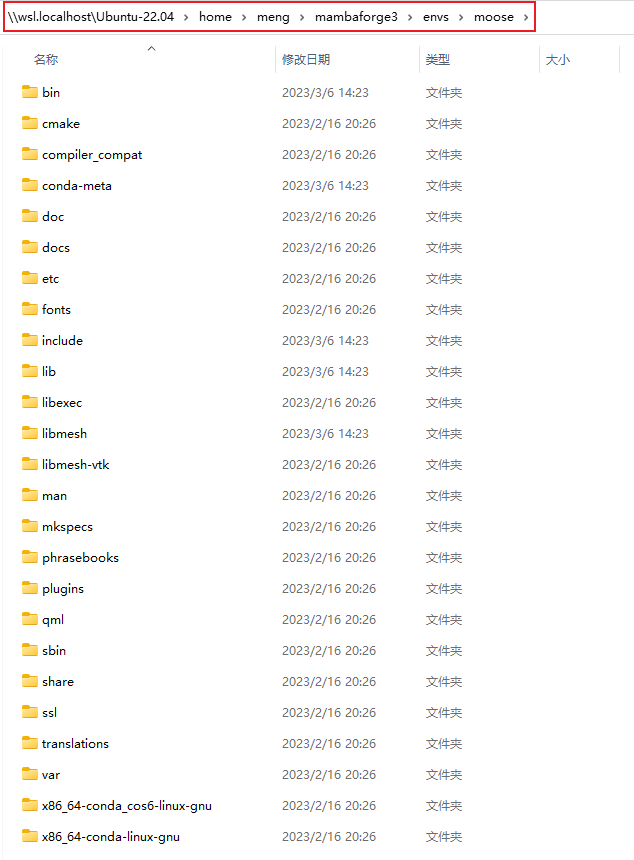 \\wsl.localhost\Ubuntu-22.04 > home > meng > mambaforge3 > envs > moose >
名称 修改日期 类型 大小
bin 2023/3/6 14:23 文件夹
cmake 2023/2/16 20:26 文件夹
compiler_compat 2023/2/16 20:26 文件夹
conda-meta 2023/3/6 14:23 文件夹
doc 2023/2/16 20:26 文件夹
docs 2023/2/16 20:26 文件夹
etc 2023/2/16 20:26 文件夹
fonts 2023/2/16 20:26 文件夹
include 2023/3/6 14:23 文件夹
lib 2023/3/6 14:23 文件夹
libexec 2023/2/16 20:26 文件夹
libmesh 2023/3/6 14:23 文件夹
libmesh-vtk 2023/2/16 20:26 文件夹
man 2023/2/16 20:26 文件夹
mkspecs 2023/2/16 20:26 文件夹
phrasebooks 2023/2/16 20:26 文件夹
plugins 2023/2/16 20:26 文件夹
qml 2023/2/16 20:26 文件夹
sbin 2023/2/16 20:26 文件夹
share 2023/2/16 20:26 文件夹
ssl 2023/2/16 20:26 文件夹
translations 2023/2/16 20:26 文件夹
var 2023/2/16 20:26 文件夹
x86_64-conda_cos6-linux-gnu 2023/2/16 20:26 文件夹
x86_64-conda-linux-gnu 2023/2/16 20:26 文件夹